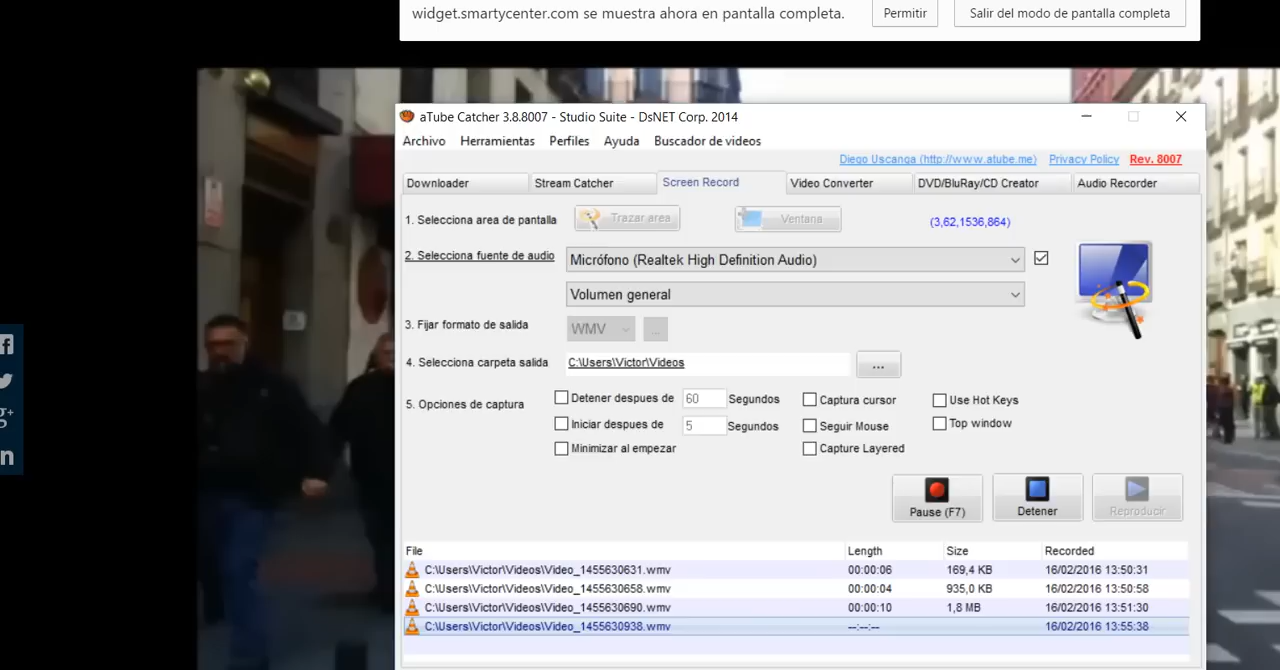 widget.smartycenter.com se muestra ahora en pantalla completa. Permitir Salir del modo de pantalla completa
aTube Catcher 3.8.8007 - Studio Suite - DsNET Corp. 2014
Archivo Herramientas Perfiles Ayuda Buscador de videos
Diego Uscanga (http://www.atube.me) Privacy Policy Rev. 8007
Downloader Stream Catcher Screen Record Video Converter DVD/BluRay/CD Creator Audio Recorder
1. Selecciona area de pantalla Trazar area Ventana (3,62,1536,864)
2. Selecciona fuente de audio Micrófono (Realtek High Definition Audio)
Volumen general
3. Fijar formato de salida WMV ...
4. Selecciona carpeta salida C:\Users\Victor\Videos ...
5. Opciones de captura
Detener despues de 60 Segundos Captura cursor Use Hot Keys
Iniciar despues de 5 Segundos Seguir Mouse Top window
Minimizar al empezar Capture Layered
Pause (F7) Detener Reproducir
File Length Size Recorded
C:\Users\Victor\Videos\Video_1455630631.wmv 00:00:06 169,4 KB 16/02/2016 13:50:31
C:\Users\Victor\Videos\Video_1455630658.wmv 00:00:04 935,0 KB 16/02/2016 13:50:58
C:\Users\Victor\Videos\Video_1455630690.wmv 00:00:10 1,8 MB 16/02/2016 13:51:30
C:\Users\Victor\Videos\Video_1455630938.wmv --:--:-- 16/02/2016 13:55:38